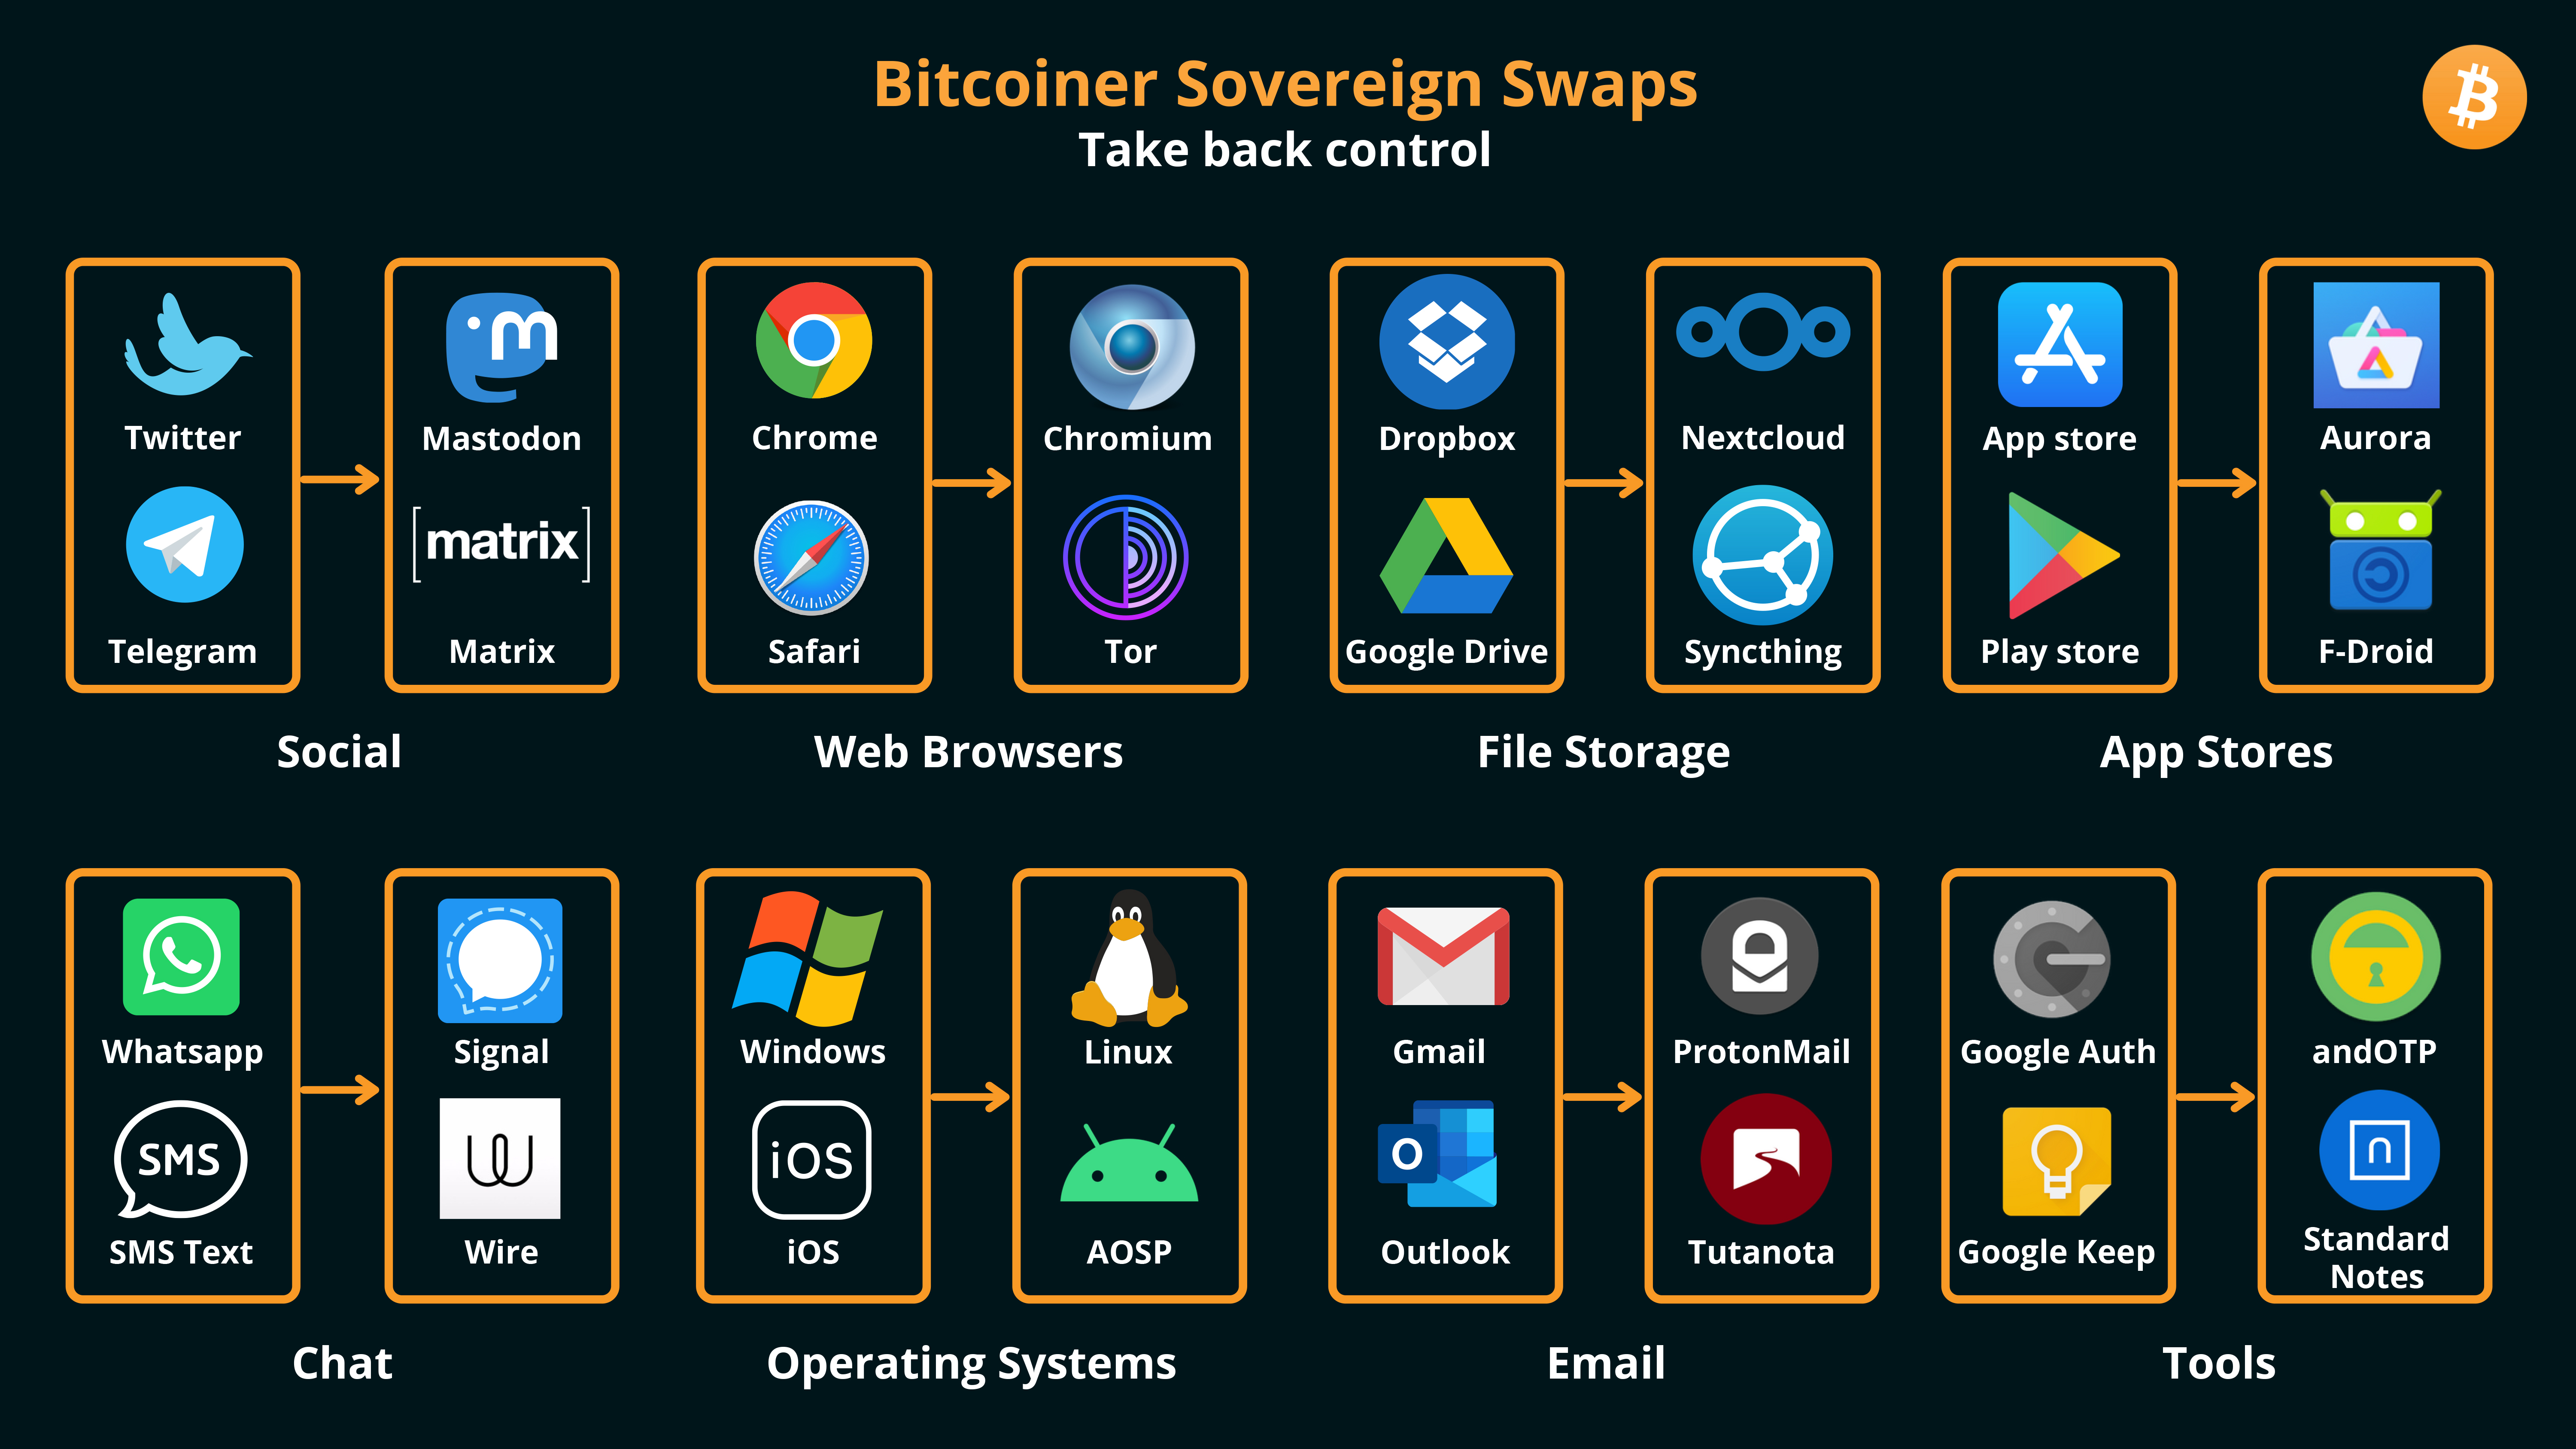 Bitcoiner Sovereign Swaps
Take back control
Twitter
Telegram
m
Mastodon
[matrix]
Matrix
Social
Chrome
Safari
Chromium
Tor
Web Browsers
Dropbox
Google Drive
Nextcloud
Syncthing
File Storage
App store
Play store
Aurora
F-Droid
App Stores
Whatsapp
SMS
SMS Text
Signal
Wire
Chat
Windows
iOS
iOS
Linux
AOSP
Operating Systems
Gmail
O
Outlook
ProtonMail
Tutanota
Email
Google Auth
Google Keep
andOTP
n
Standard
Notes
Tools